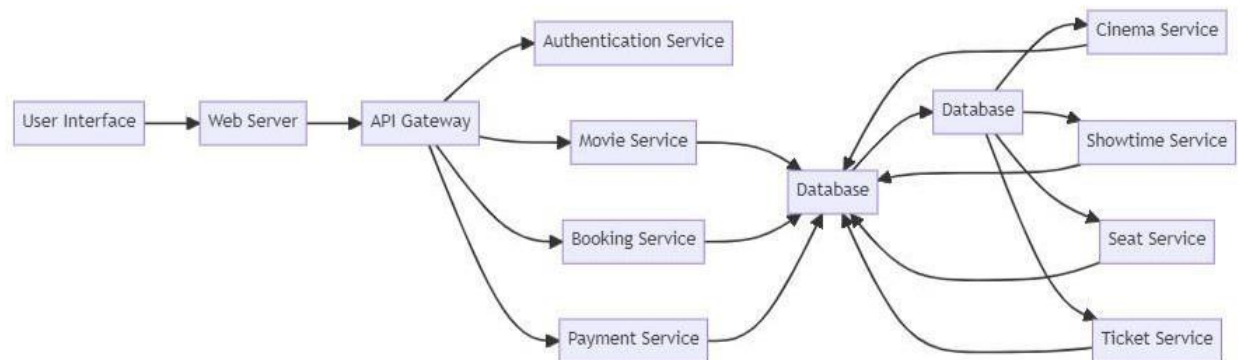 User Interface
Web Server
API Gateway
Authentication Service
Movie Service
Booking Service
Payment Service
Database
Database
Cinema Service
Showtime Service
Seat Service
Ticket Service